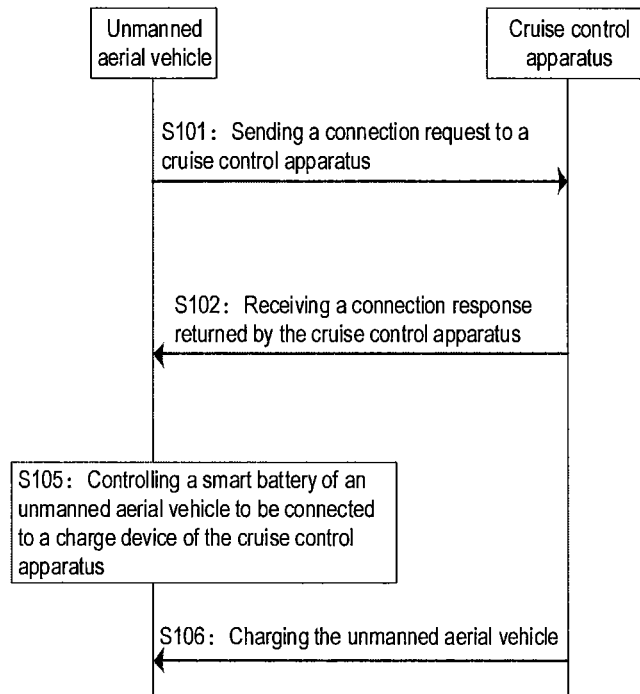 Unmanned
aerial vehicle
Cruise control
apparatus
S101: Sending a connection request to a
cruise control apparatus
S102: Receiving a connection response
returned by the cruise control apparatus
S105: Controlling a smart battery of an
unmanned aerial vehicle to be connected
to a charge device of the cruise control
apparatus
S106: Charging the unmanned aerial vehicle